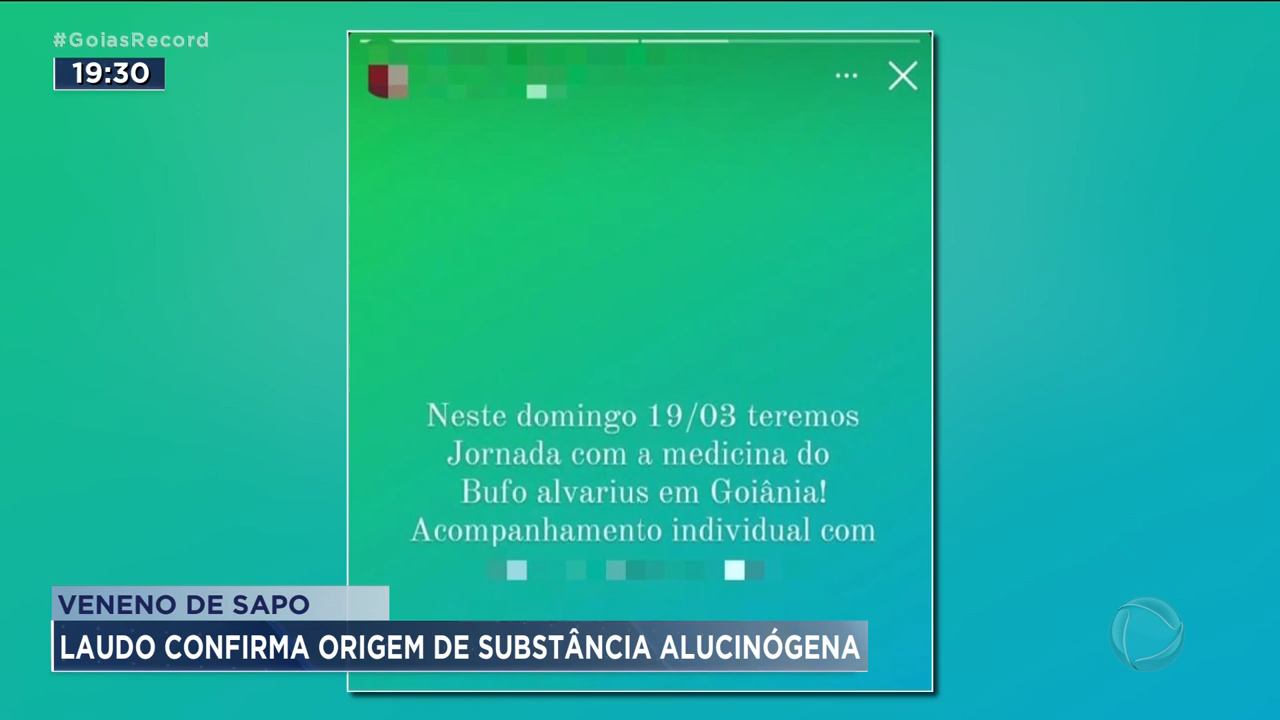 #GoiasRecord
19:30
Neste domingo 19/03 teremos
Jornada com a medicina do
Bufo alvarius em Goiânia!
Acompanhamento individual com
VENENO DE SAPO
LAUDO CONFIRMA ORIGEM DE SUBSTÂNCIA ALUCINÓGENA